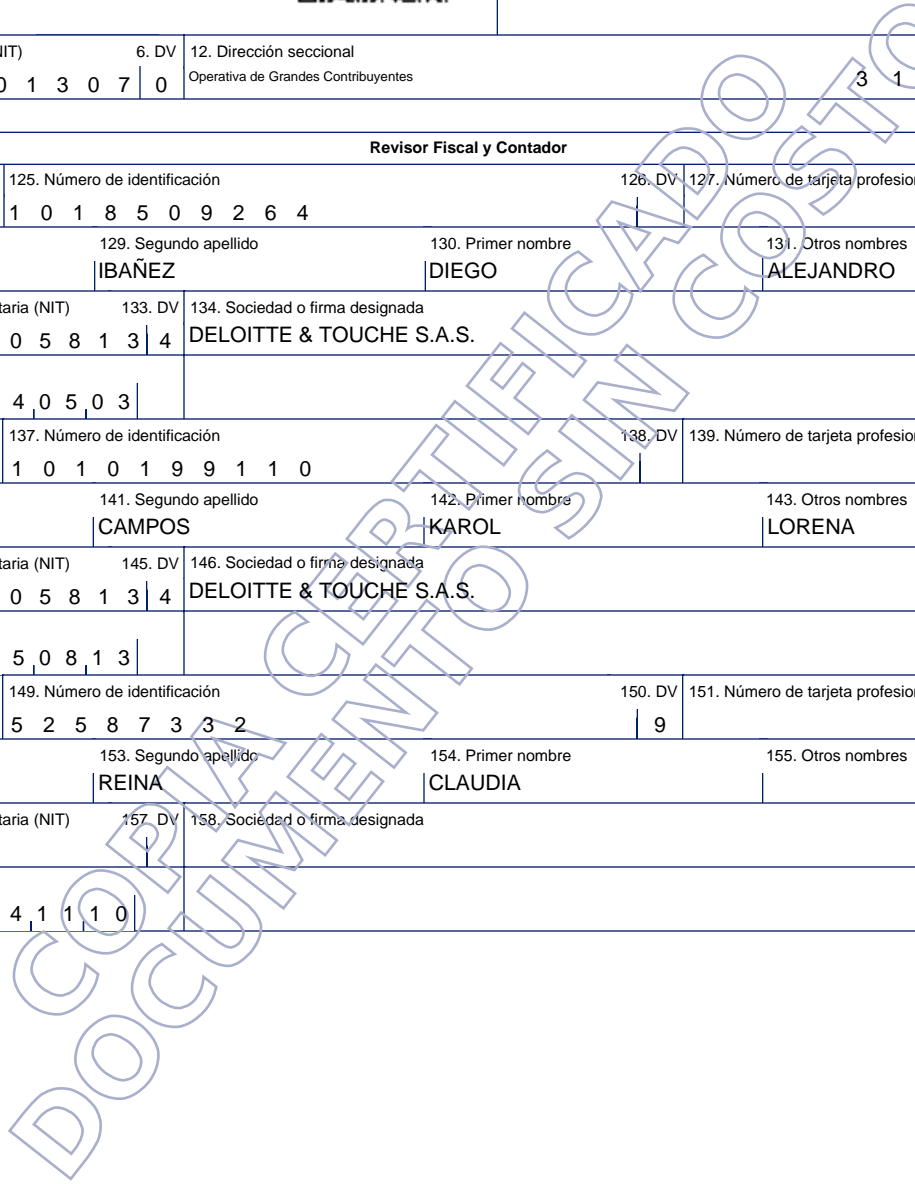 6. DV 12. Dirección seccional
1 3 0 7 0 Operativa de Grandes Contribuyentes 3 1
Revisor Fiscal y Contador
125. Número de identificación 126. DV 127. Número de tarjeta
1 0 1 8 5 0 9 2 6 4
129. Segundo apellido 130. Primer nombre 131. Otros nombres
IBAÑEZ DIEGO ALEJANDRO
(NIT) 133. DV 134. Sociedad o firma designada
0 5 8 1 3 4 DELOITTE & TOUCHE S.A.S.
4 0 5 0 3
137. Número de identificación 138. DV 139. Número de tarjeta
1 0 1 0 1 9 9 1 1 0
141. Segundo apellido 142. Primer nombre 143. Otros nombres
CAMPOS KAROL LORENA
(NIT) 145. DV 146. Sociedad o firma designada
0 5 8 1 3 4 DELOITTE & TOUCHE S.A.S.
5 0 8 1 3
149. Número de identificación 150. DV 151. Número de tarjeta
5 2 5 8 7 3 3 2 9
153. Segundo apellido 154. Primer nombre 155. Otros nombres
REINA CLAUDIA
(NIT) 157. DV 158. Sociedad o firma designada
4 1 1 1 0
COPIA CERTIFICADO
DOCUMENTO SIN COSTO